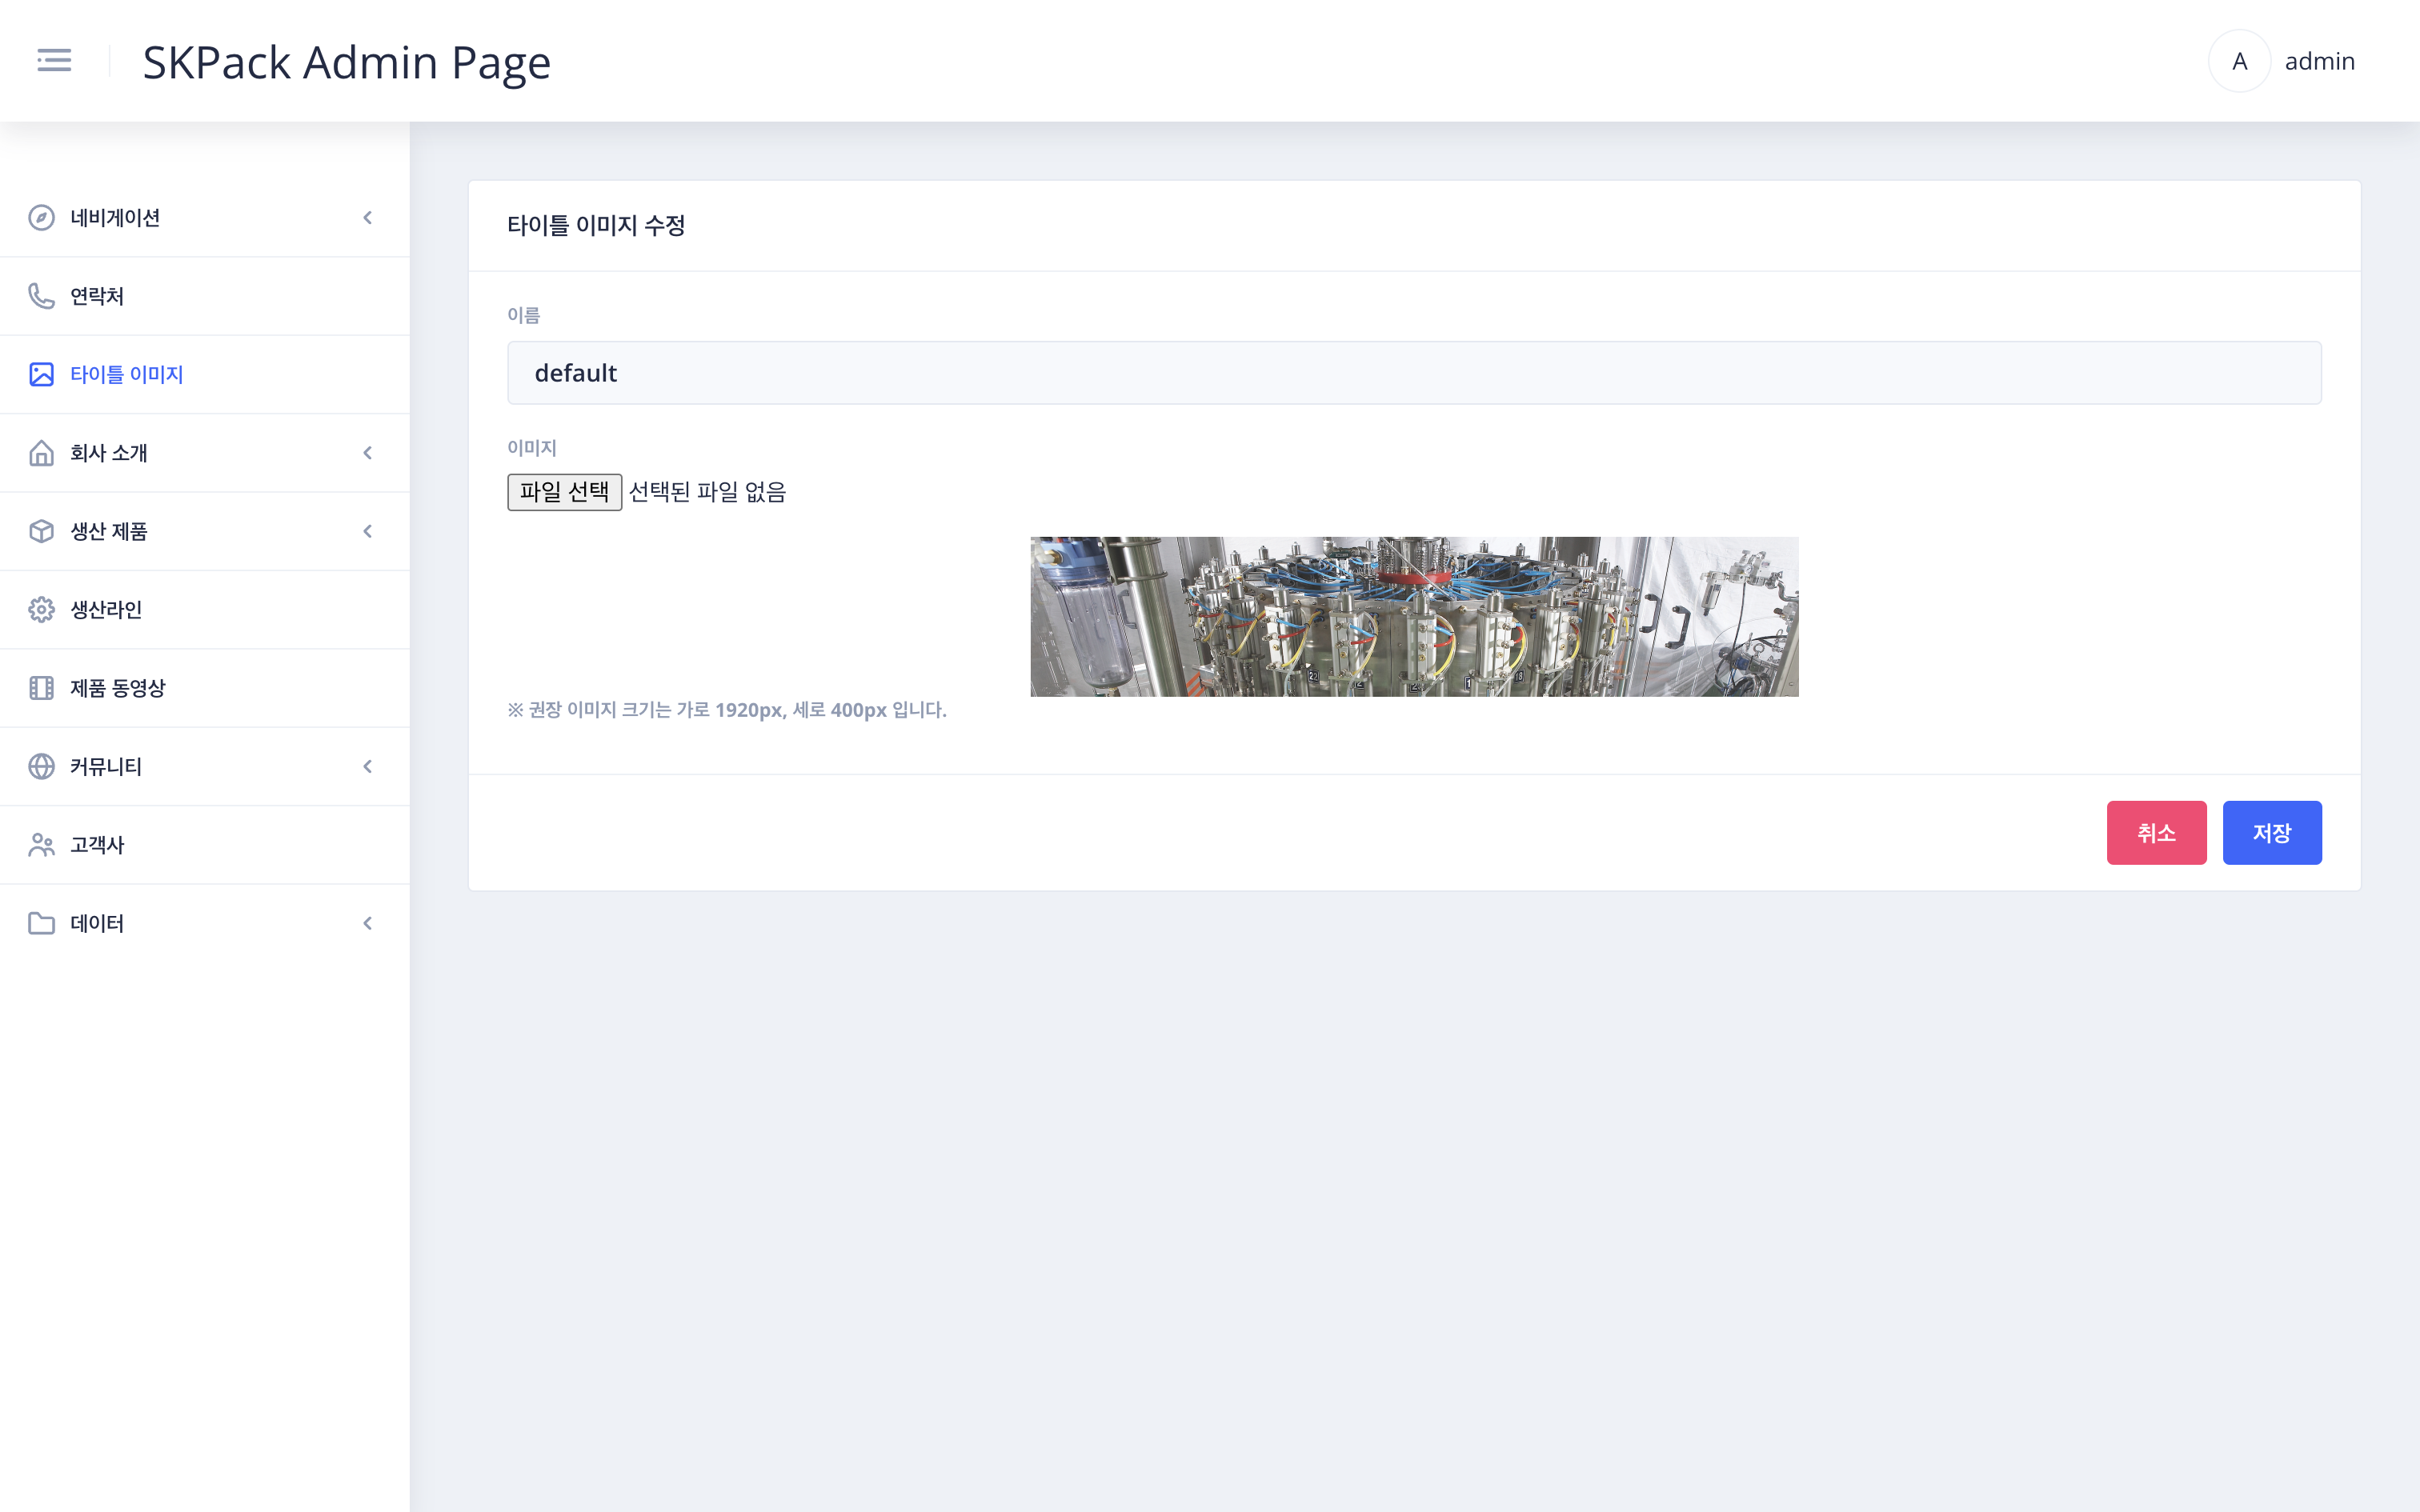 SKPack Admin Page
A admin
네비게이션
연락처
타이틀 이미지
회사 소개
생산 제품
생산라인
제품 동영상
커뮤니티
고객사
데이터
타이틀 이미지 수정
이름
default
이미지
파일 선택 선택된 파일 없음
※ 권장 이미지 크기는 가로 1920px, 세로 400px 입니다.
취소 저장